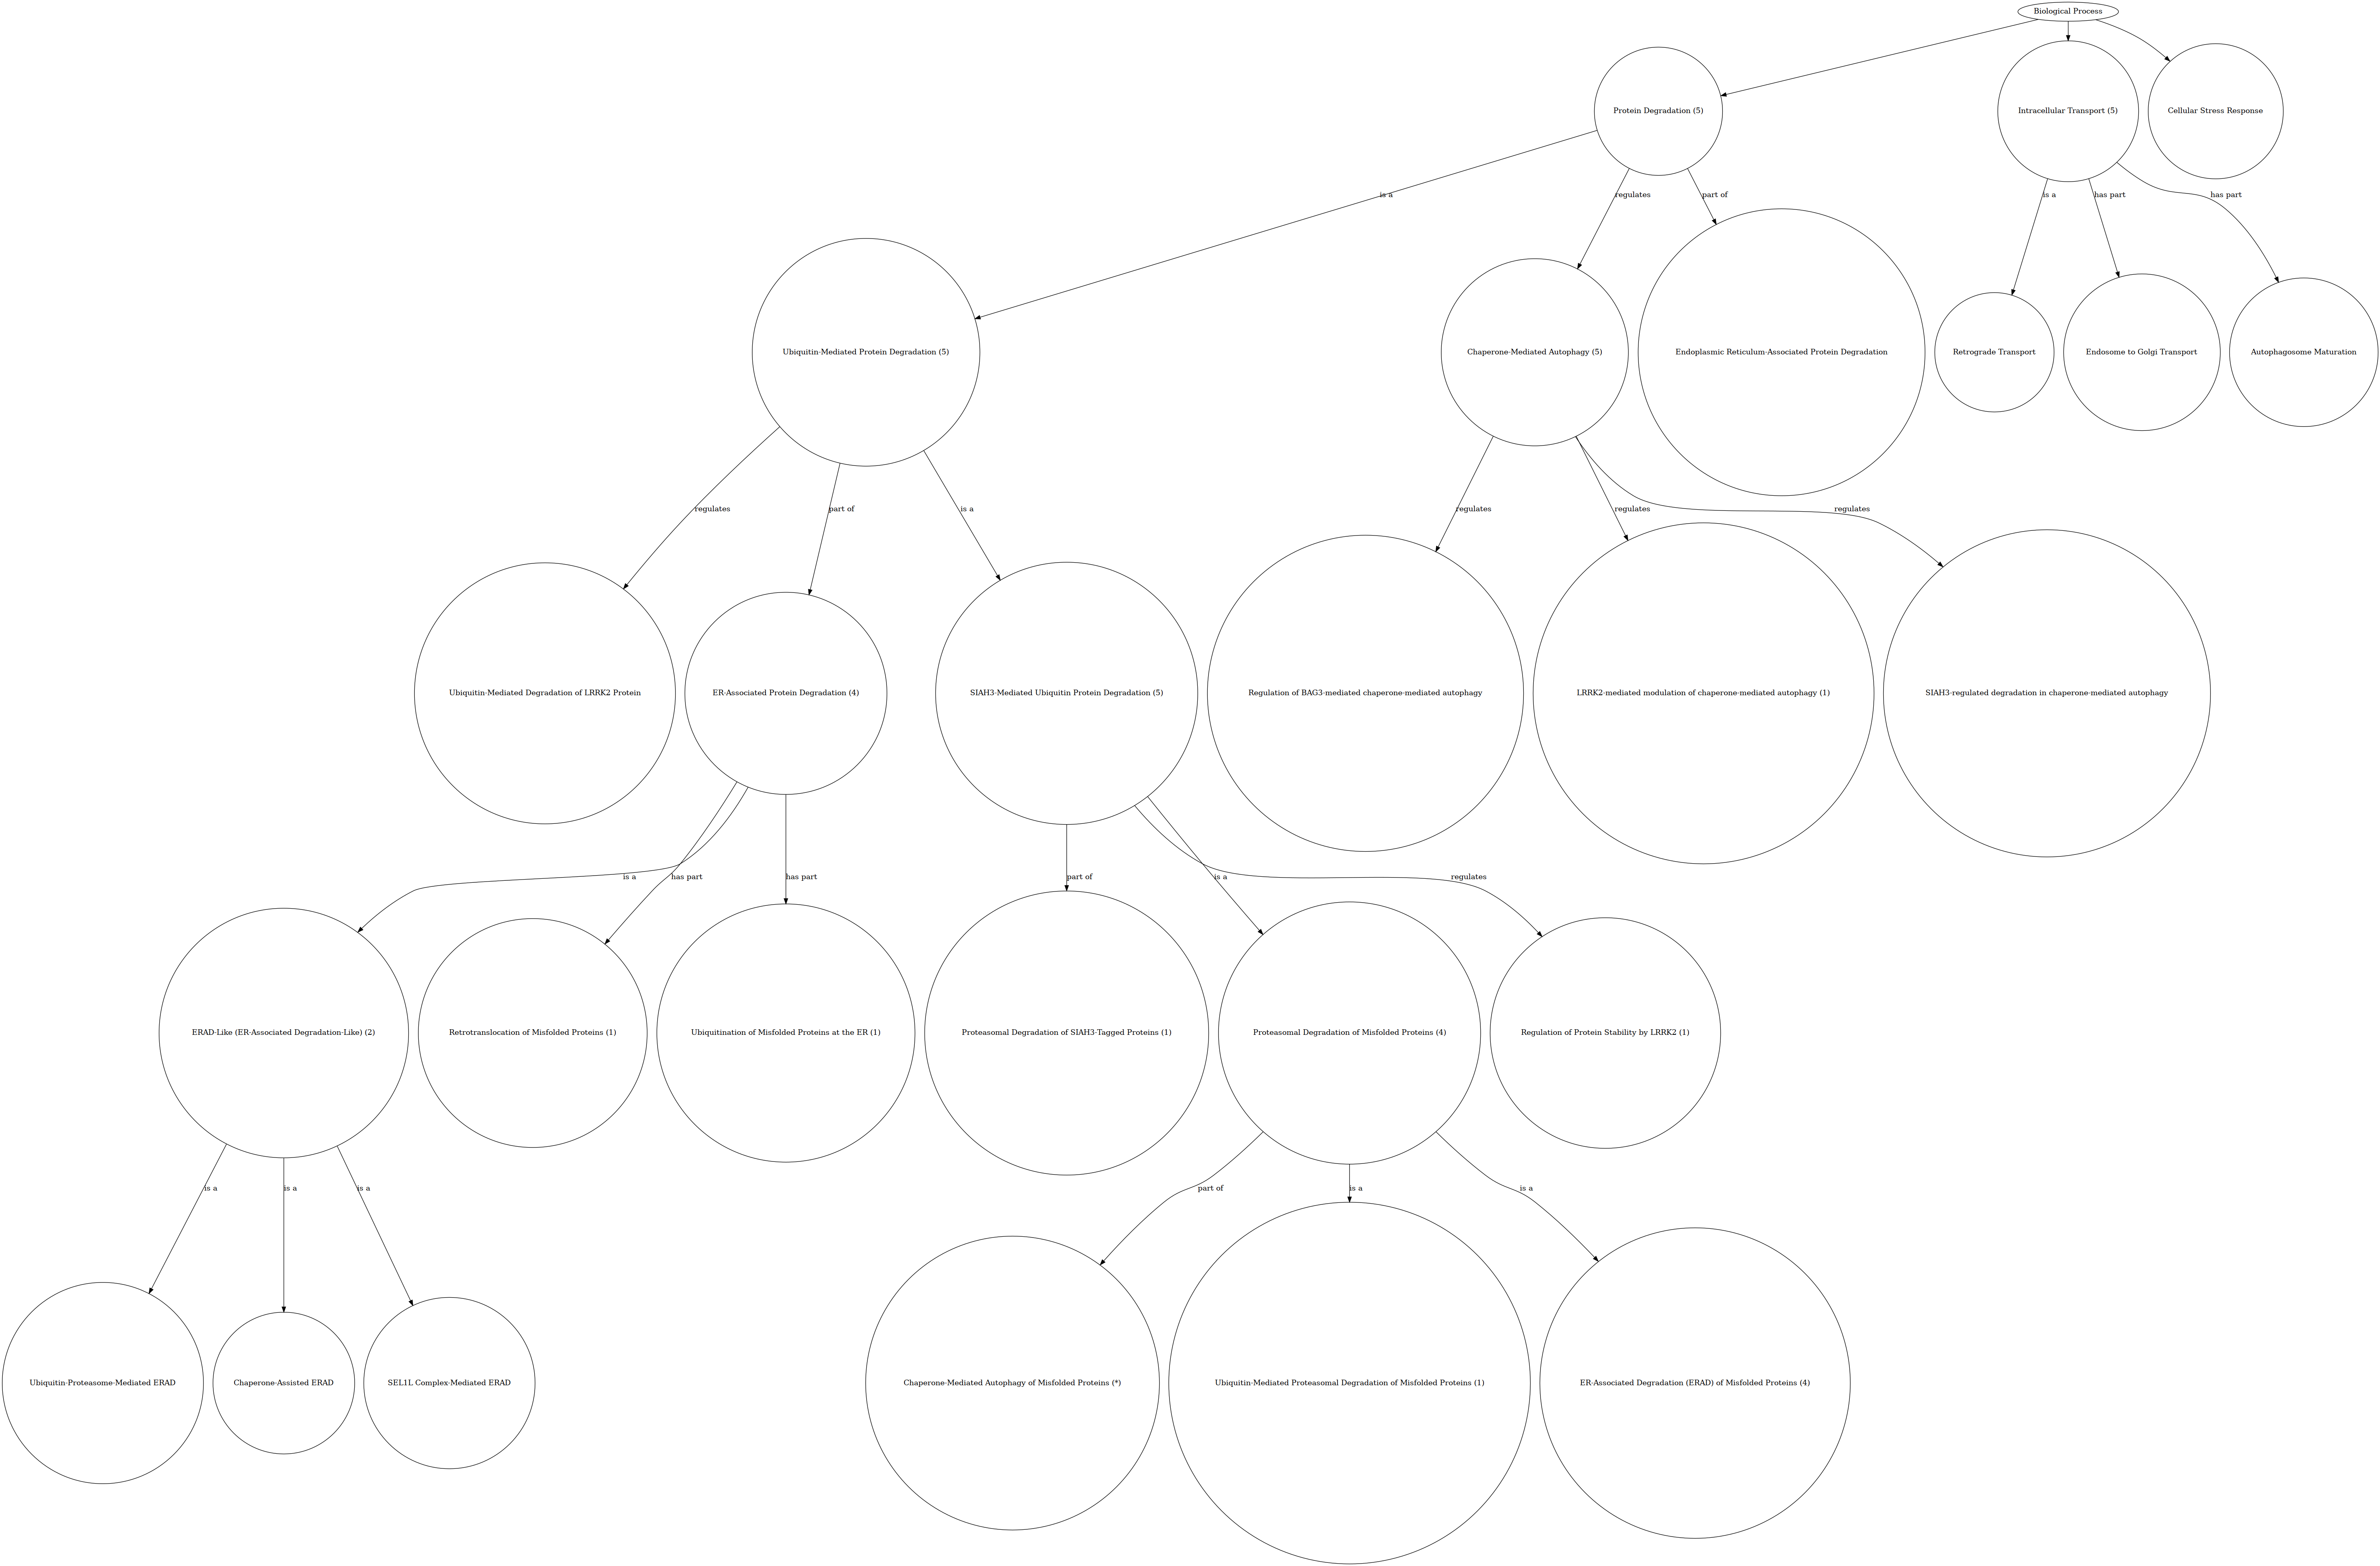 Biological Process
Protein Degradation (5)
Intracellular Transport (5)
Cellular Stress Response
is a
regulates
part of
is a
has part
has part
Ubiquitin-Mediated Protein Degradation (5)
Chaperone-Mediated Autophagy (5)
Endoplasmic Reticulum-Associated Protein Degradation
Retrograde Transport
Endosome to Golgi Transport
Autophagosome Maturation
regulates
part of
is a
regulates
regulates
regulates
Ubiquitin-Mediated Degradation of LRRK2 Protein
ER-Associated Protein Degradation (4)
SIAH3-Mediated Ubiquitin Protein Degradation (5)
Regulation of BAG3-mediated chaperone-mediated autophagy
LRRK2-mediated modulation of chaperone-mediated autophagy (1)
SIAH3-regulated degradation in chaperone-mediated autophagy
is a
has part
has part
part of
is a
regulates
ERAD-Like (ER-Associated Degradation-Like) (2)
Retrotranslocation of Misfolded Proteins (1)
Ubiquitination of Misfolded Proteins at the ER (1)
Proteasomal Degradation of SIAH3-Tagged Proteins (1)
Proteasomal Degradation of Misfolded Proteins (4)
Regulation of Protein Stability by LRRK2 (1)
is a
is a
is a
part of
is a
is a
Ubiquitin-Proteasome-Mediated ERAD
Chaperone-Assisted ERAD
SEL1L Complex-Mediated ERAD
Chaperone-Mediated Autophagy of Misfolded Proteins (*)
Ubiquitin-Mediated Proteasomal Degradation of Misfolded Proteins (1)
ER-Associated Degradation (ERAD) of Misfolded Proteins (4)